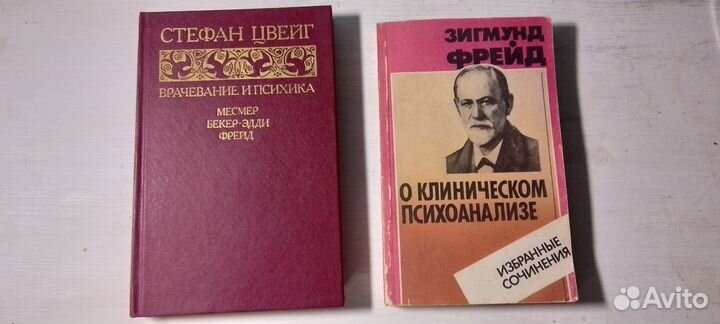 СТЕФАН ЦВЕЙГ
ВРАЧЕВАНИЕ И ПСИХИКА
МЕСМЕР
БЕКЕР-ЭДДИ
ФРЕЙД
ЗИГМУНД
ФРЕЙД
О КЛИНИЧЕСКОМ
ПСИХОАНАЛИЗЕ
ИЗБРАННЫЕ
СОЧИНЕНИЯ
Avito